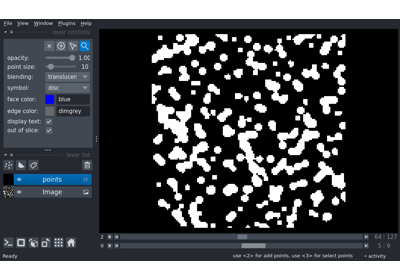 File View Window Plugins Help
layer controls
opacity: 1.00
point size: 10
blending: translucen
symbol: disc
face color: blue
edge color: dimgrey
display text:
out of slice:
layer list
points
Image
2 64 127
0 5 9
Ready use <2> for add points, use <3> for select points activity